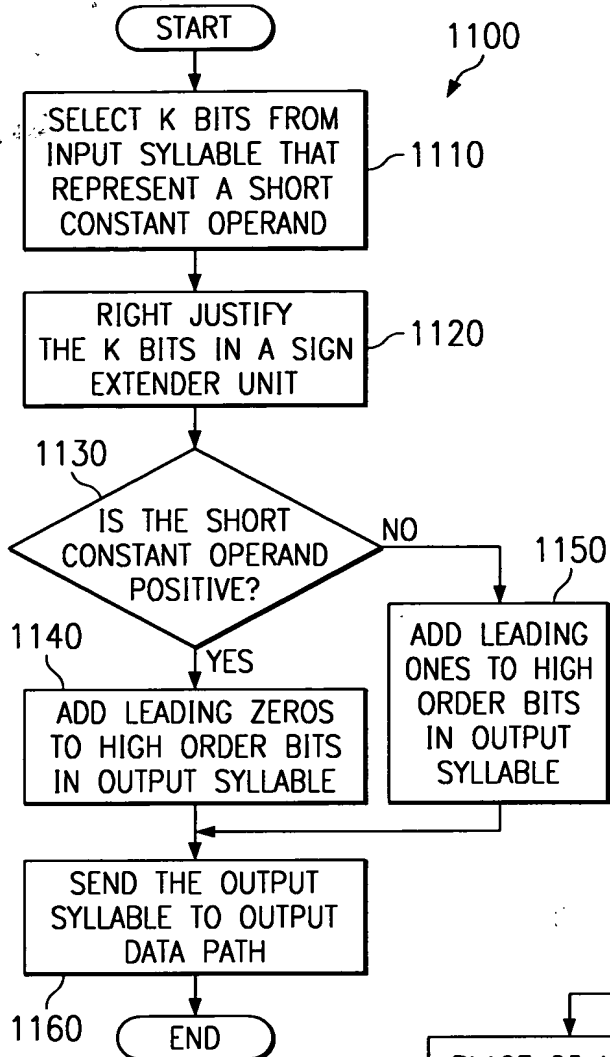 START
1100
SELECT K BITS FROM
INPUT SYLLABLE THAT
REPRESENT A SHORT
CONSTANT OPERAND
1110
RIGHT JUSTIFY
THE K BITS IN A SIGN
EXTENDER UNIT
1120
1130
IS THE SHORT
CONSTANT OPERAND
POSITIVE?
NO
YES
1150
ADD LEADING
ONES TO HIGH
ORDER BITS
IN OUTPUT
SYLLABLE
1140
ADD LEADING ZEROS
TO HIGH ORDER BITS
IN OUTPUT SYLLABLE
SEND THE OUTPUT
SYLLABLE TO OUTPUT
DATA PATH
1160
END